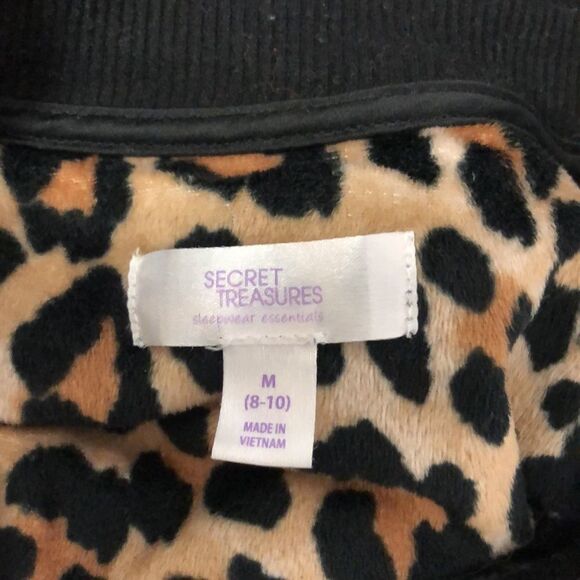 SECRET
TREASURES
sleepwear essentials
M
(8-10)
MADE IN
VIETNAM